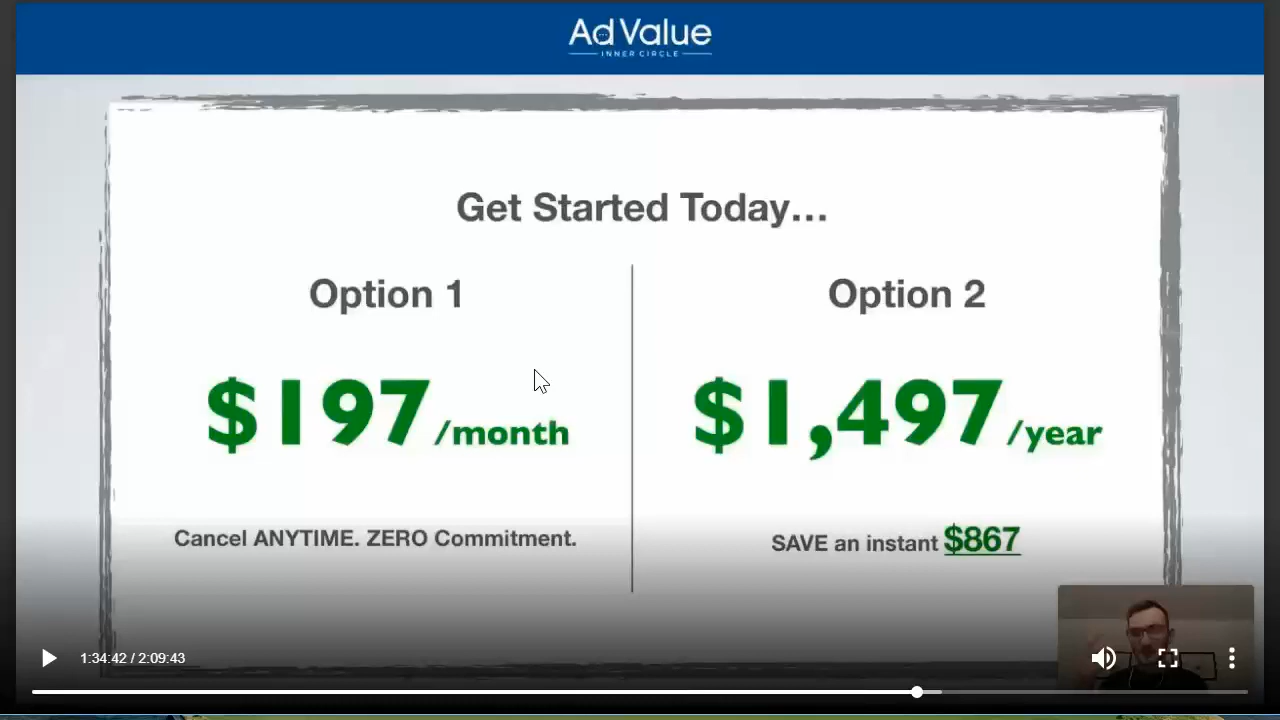 Ad Value
INNER CIRCLE
Get Started Today...
Option 1
Option 2
$197/month
$1,497/year
Cancel ANYTIME. ZERO Commitment.
SAVE an instant $867
1:34:42 / 2:09:43